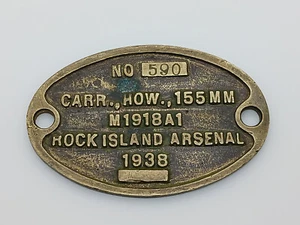 NO 590
CARR., HOW., 155 MM
M1918A1
ROCK ISLAND ARSENAL
1938